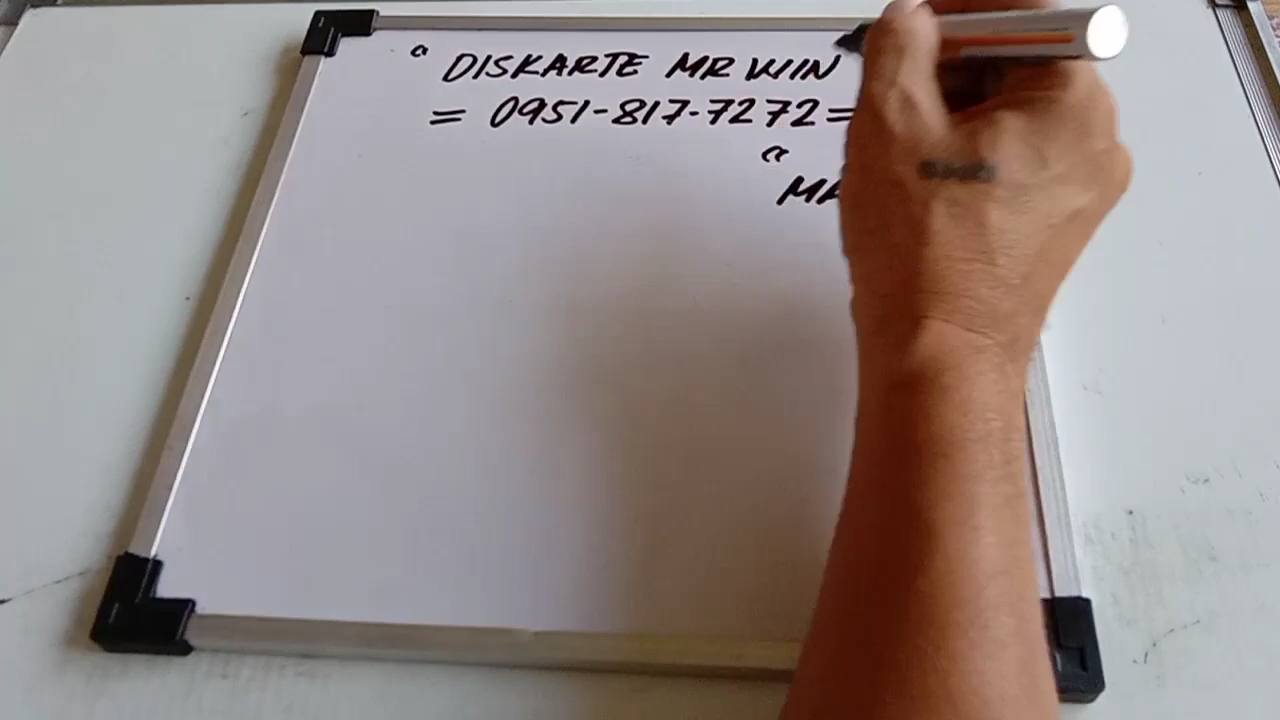 " DISKARTE MR WIN
= 0951-817-7272=
"